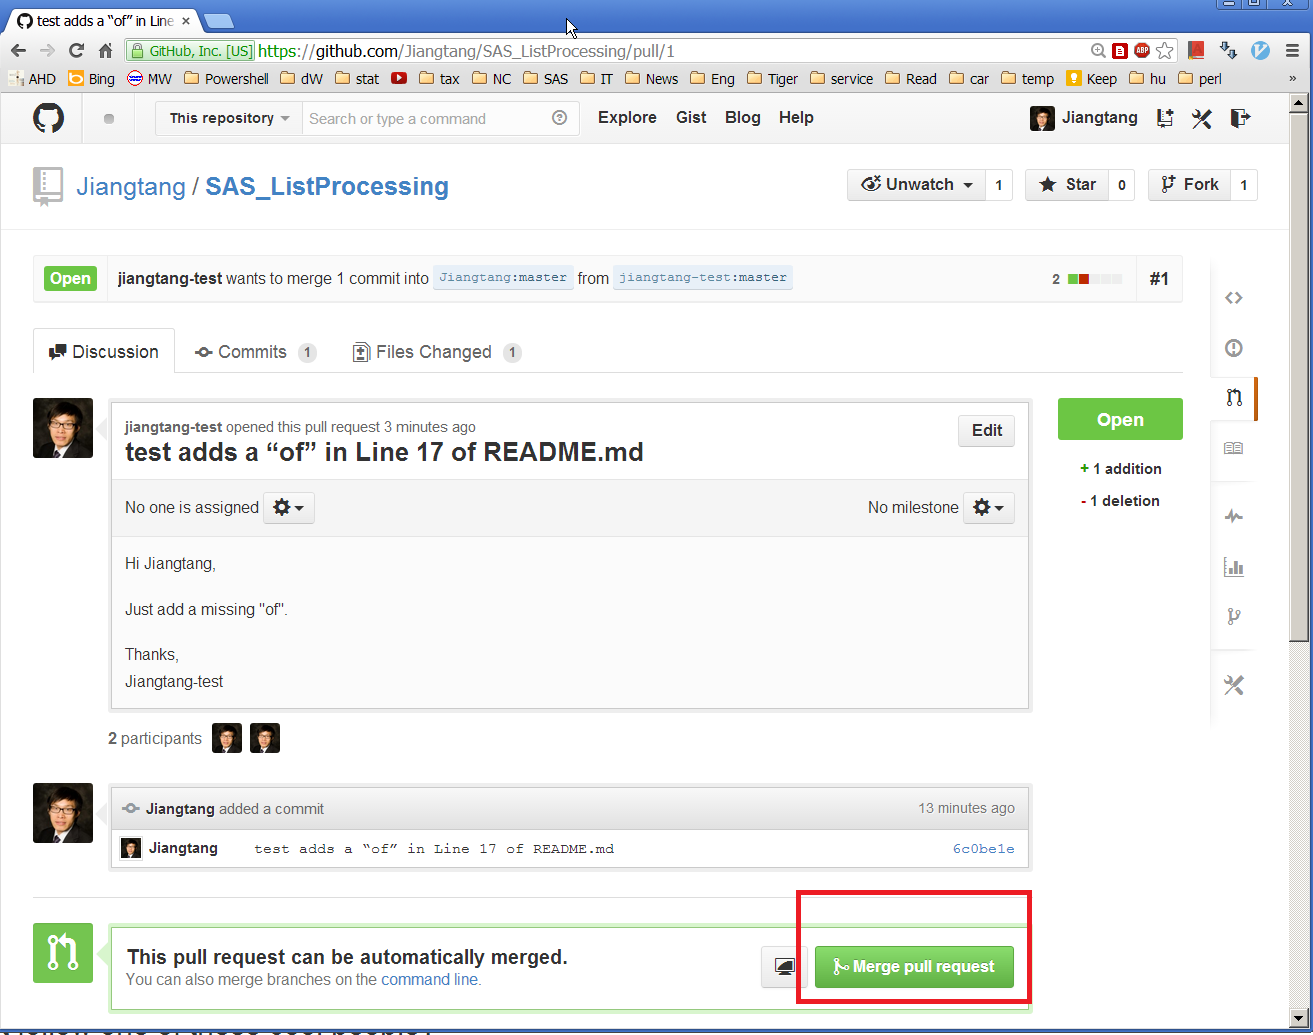 test adds a “of” in Line
GitHub, Inc. [US] https://github.com/Jiangtang/SAS_ListProcessing/pull/1
ABP
AHD Bing MW Powershell dW stat tax NC SAS IT News Eng Tiger service Read car temp Keep hu perl »
This repository Search or type a command Explore Gist Blog Help Jiangtang
Jiangtang / SAS_ListProcessing Unwatch 1 Star 0 Fork 1
Open jiangtang-test wants to merge 1 commit into Jiangtang:master from jiangtang-test:master 2 #1
Discussion Commits 1 Files Changed 1
jiangtang-test opened this pull request 3 minutes ago
test adds a “of” in Line 17 of README.md
Edit
Open
+ 1 addition
- 1 deletion
No one is assigned No milestone
Hi Jiangtang,
Just add a missing "of".
Thanks,
Jiangtang-test
2 participants
Jiangtang added a commit 13 minutes ago
Jiangtang test adds a “of” in Line 17 of README.md 6c0be1e
This pull request can be automatically merged.
You can also merge branches on the command line.
Merge pull request